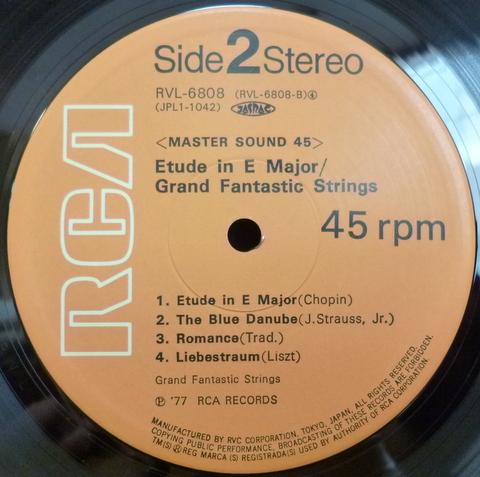 Side 2 Stereo
RVL-6808 (RVL-6808-B)④
(JPL1-1042) JASRAC
<MASTER SOUND 45>
Etude in E Major/
Grand Fantastic Strings
45 rpm
RCA
1. Etude in E Major(Chopin)
2. The Blue Danube(J.Strauss, Jr.)
3. Romance(Trad.)
4. Liebestraum(Liszt)
Grand Fantastic Strings
Ⓟ '77 RCA RECORDS
MANUFACTURED BY RVC CORPORATION, TOKYO, JAPAN, ALL RIGHTS RESERVED,
COPYING PUBLIC PERFORMANCE, BROADCASTING OF THESE RECORDS ARE FORBIDDEN.
TM(S)®REG MARCA(S) REGISTRADA(S) USED BY AUTHORITY OF RCA CORPORATION.